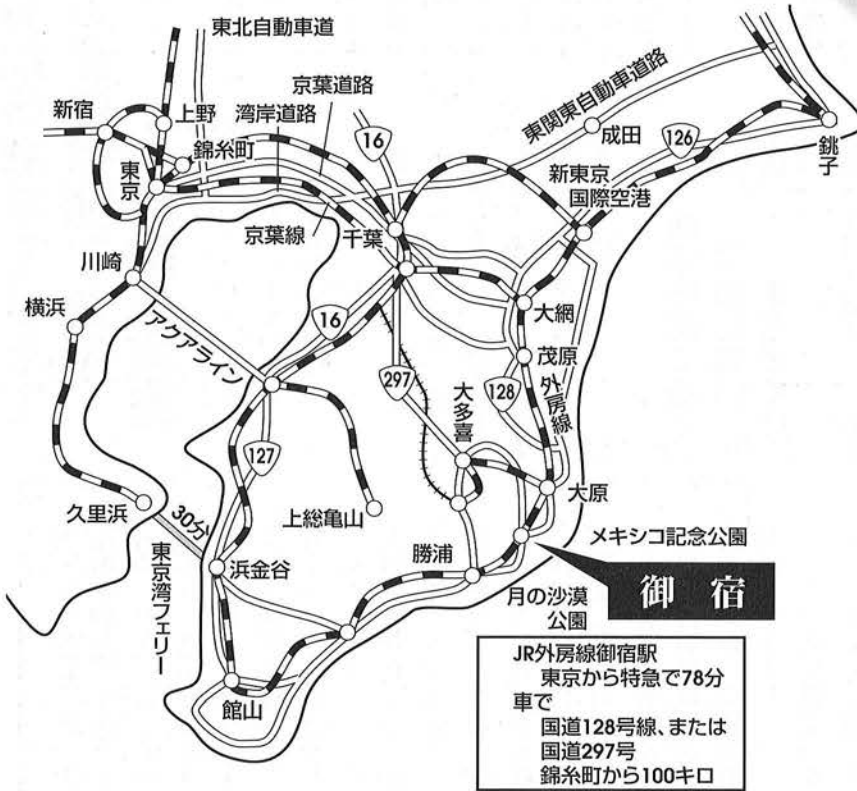 東北自動車道
京葉道路
新宿
上野
湾岸道路
錦糸町
東京
16
東関東自動車道路
成田
126
銚子
新東京
国際空港
京葉線
千葉
川崎
横浜
アクアライン
16
大網
茂原
297
128
外房線
大多喜
127
上総亀山
大原
久里浜
30分
東京湾フェリー
浜金谷
勝浦
メキシコ記念公園
御宿
月の沙漠
公園
館山
JR外房線御宿駅
東京から特急で78分
車で
国道128号線、または
国道297号
錦糸町から100キロ